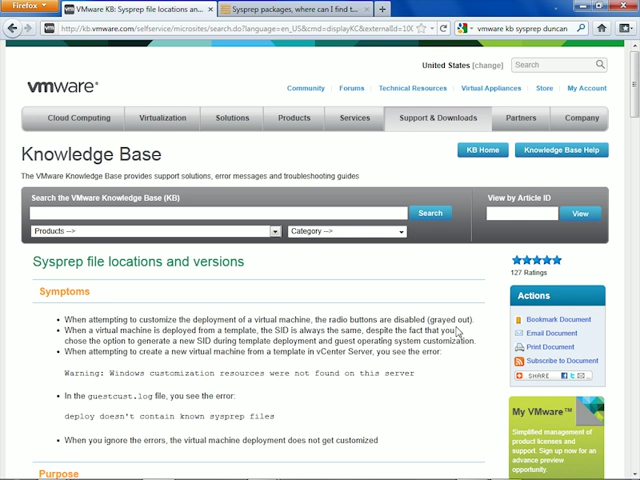 Firefox
VMware KB: Sysprep file locations an...
Sysprep packages, where can I find t...
kb.vmware.com/selfservice/microsites/search.do?language=en_US&cmd=displayKC&externalId=100
vmware kb sysprep duncan
United States [change]
Search
vmware
Community
Forums
Technical Resources
Virtual Appliances
Store
My Account
Cloud Computing
Virtualization
Solutions
Products
Services
Support & Downloads
Partners
Company
Knowledge Base
KB Home
Knowledge Base Help
The VMware Knowledge Base provides support solutions, error messages and troubleshooting guides
Search the VMware Knowledge Base (KB)
View by Article ID
Search
View
Products -->
Category -->
Sysprep file locations and versions
127 Ratings
Symptoms
Actions
• When attempting to customize the deployment of a virtual machine, the radio buttons are disabled (grayed out).
• When a virtual machine is deployed from a template, the SID is always the same, despite the fact that you
chose the option to generate a new SID during template deployment and guest operating system customization.
• When attempting to create a new virtual machine from a template in vCenter Server, you see the error:
Warning: Windows customization resources were not found on this server
• In the guestcust.log file, you see the error:
deploy doesn't contain known sysprep files
• When you ignore the errors, the virtual machine deployment does not get customized
Purpose
Bookmark Document
Email Document
Print Document
Subscribe to Document
SHARE
My VMware™
Simplified management of
product licenses and
support. Sign up now for an
advance preview
opportunity.